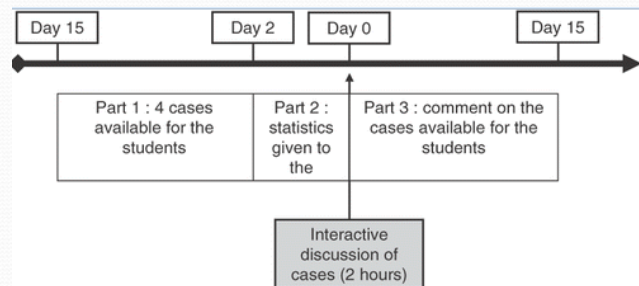 Day 15
Day 2
Day 0
Day 15
Part 1 : 4 cases
available for the
students
Part 2 :
statistics
given to
the
Part 3 : comment on the
cases available for the
students
Interactive
discussion of
cases (2 hours)